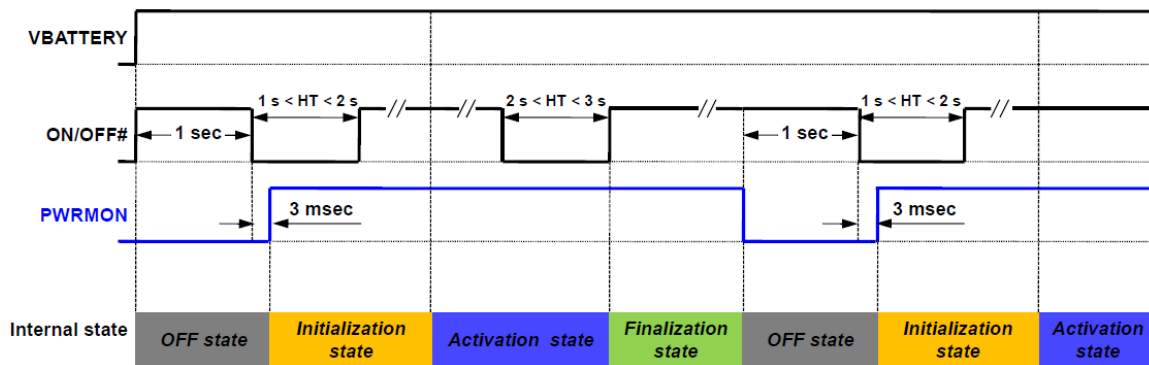 VBATTERY
1 s < HT < 2 s
2 s < HT < 3 s
1 s < HT < 2 s
ON/OFF#
1 sec
1 sec
PWRMON
3 msec
3 msec
Internal state
OFF state
Initialization
state
Activation state
Finalization
state
OFF state
Initialization
state
Activation
state